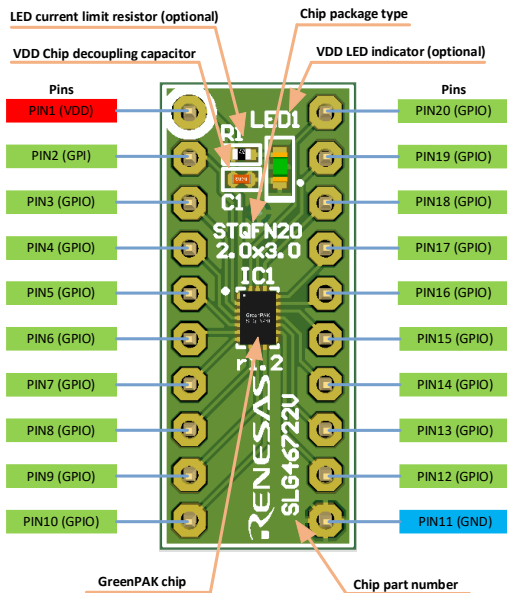 LED current limit resistor (optional)
Chip package type
VDD Chip decoupling capacitor
VDD LED indicator (optional)
Pins
Pins
PIN1 (VDD)
PIN20 (GPIO)
PIN2 (GPI)
PIN19 (GPIO)
PIN3 (GPIO)
PIN18 (GPIO)
PIN4 (GPIO)
PIN17 (GPIO)
PIN5 (GPIO)
PIN16 (GPIO)
PIN6 (GPIO)
PIN15 (GPIO)
PIN7 (GPIO)
PIN14 (GPIO)
PIN8 (GPIO)
PIN13 (GPIO)
PIN9 (GPIO)
PIN12 (GPIO)
PIN10 (GPIO)
PIN11 (GND)
LED1
R1
C1
STQFN20
2.0x3.0
IC1
GreenPAK
r1.2
RENESAS
SLG46722V
GreenPAK chip
Chip part number